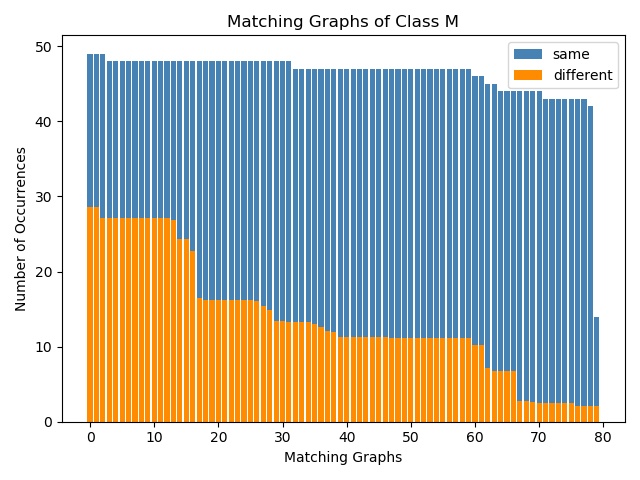 Matching Graphs of Class M
same
different
Number of Occurrences
50
40
30
20
10
0
0 10 20 30 40 50 60 70 80
Matching Graphs